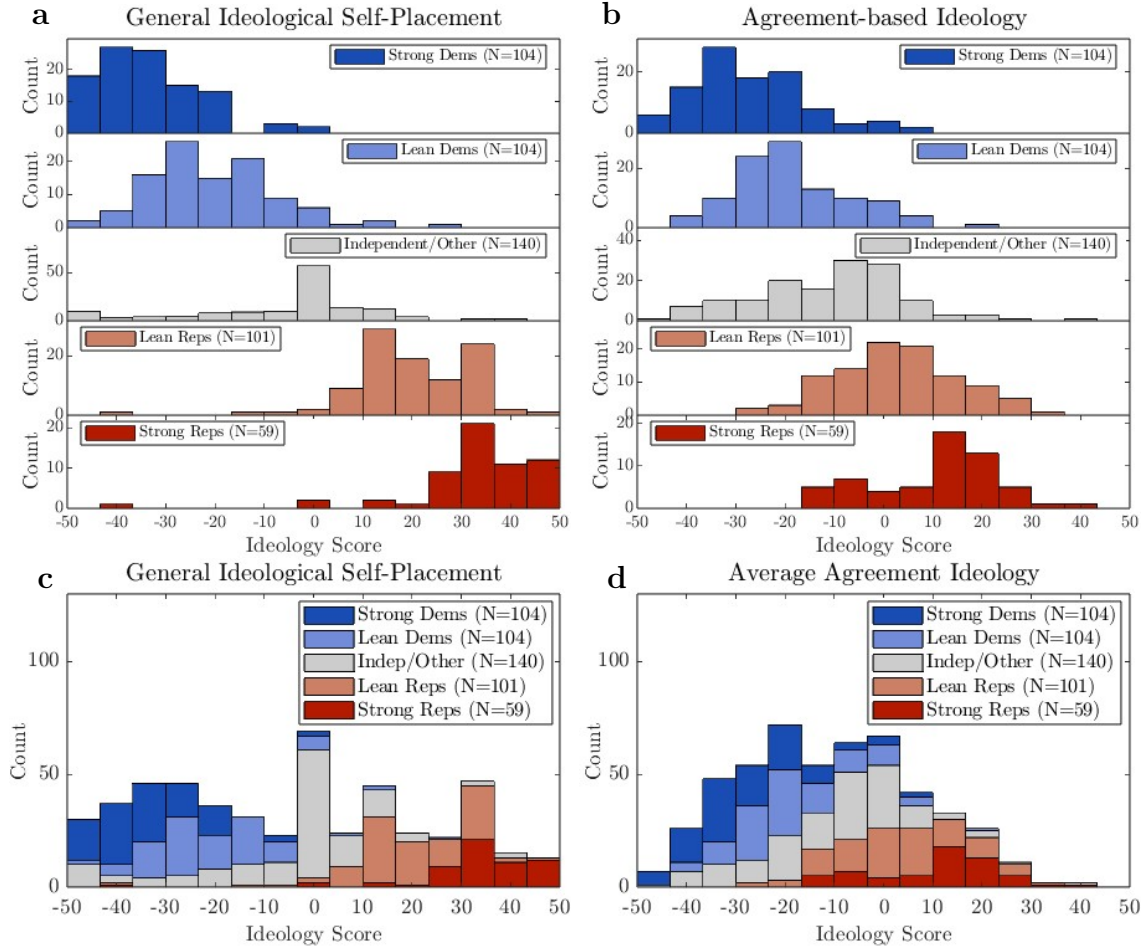 a
General Ideological Self-Placement
Strong Dems (N=104)
Count
20
10
0
Lean Dems (N=104)
Count
20
0
Independent/Other (N=140)
Count
50
0
Lean Reps (N=101)
Count
20
0
Strong Reps (N=59)
Count
20
10
0
-50 -40 -30 -20 -10 0 10 20 30 40 50
Ideology Score
b
Agreement-based Ideology
Strong Dems (N=104)
Count
20
0
Lean Dems (N=104)
Count
20
0
Independent/Other (N=140)
Count
40
20
0
Lean Reps (N=101)
Count
20
10
0
Strong Reps (N=59)
Count
20
10
0
-50 -40 -30 -20 -10 0 10 20 30 40 50
Ideology Score
c
General Ideological Self-Placement
Strong Dems (N=104)
Lean Dems (N=104)
Indep/Other (N=140)
Lean Reps (N=101)
Strong Reps (N=59)
Count
100
50
0
-50 -40 -30 -20 -10 0 10 20 30 40 50
Ideology Score
d
Average Agreement Ideology
Strong Dems (N=104)
Lean Dems (N=104)
Indep/Other (N=140)
Lean Reps (N=101)
Strong Reps (N=59)
Count
100
50
0
-50 -40 -30 -20 -10 0 10 20 30 40 50
Ideology Score